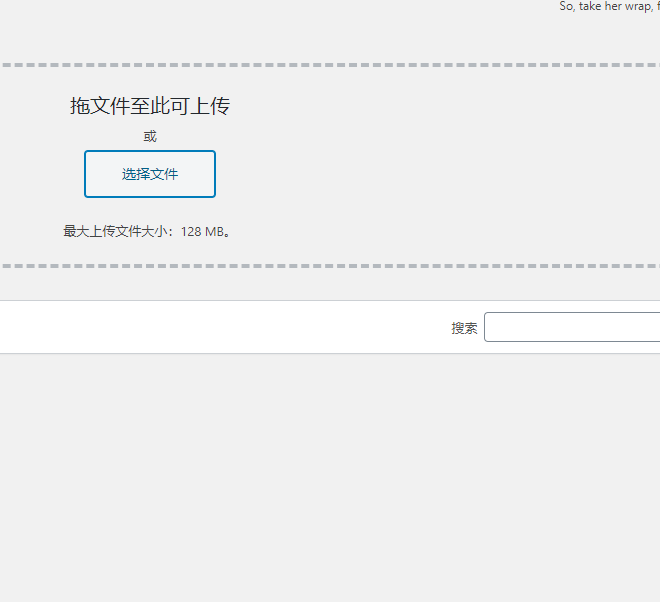 So, take her wrap, f
拖文件至此可上传
或
选择文件
最大上传文件大小：128 MB。
搜索